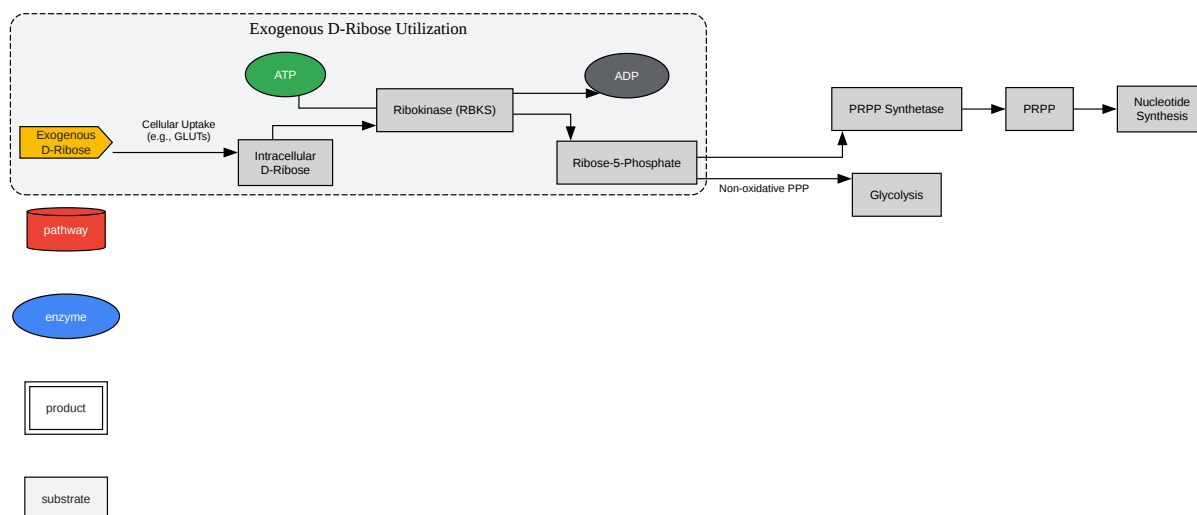 Exogenous D-Ribose Utilization
ATP
ADP
Ribokinase (RBKS)
PRPP Synthetase
PRPP
Nucleotide
Synthesis
Cellular Uptake
(e.g., GLUTs)
Exogenous
D-Ribose
Intracellular
D-Ribose
Ribose-5-Phosphate
Non-oxidative PPP
Glycolysis
pathway
enzyme
product
substrate